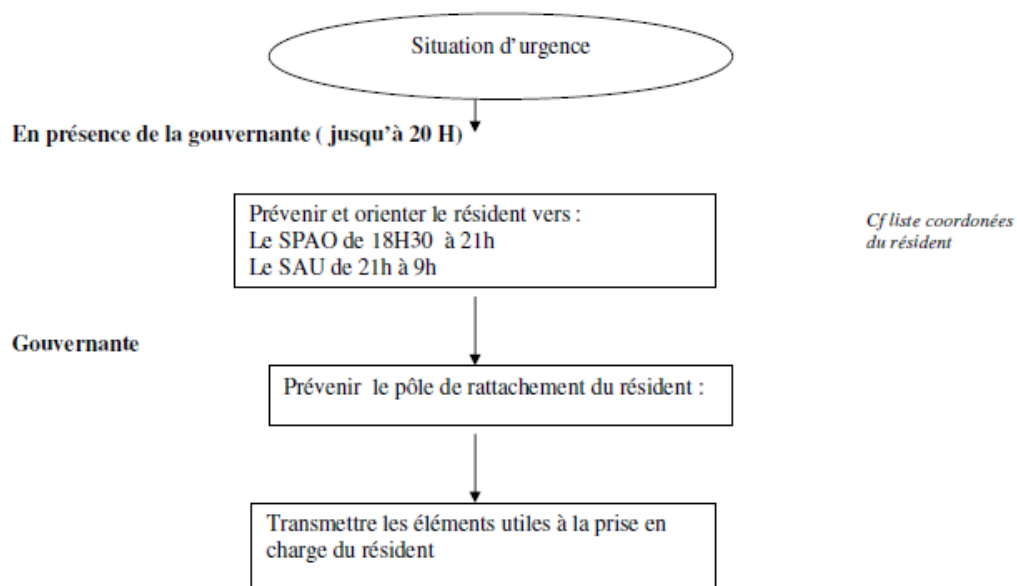 Situation d'urgence
En présence de la gouvernante ( jusqu'à 20 H)
Prévenir et orienter le résident vers :
Le SPAO de 18H30 à 21h
Le SAU de 21h à 9h
Cf liste coordonées
du résident
Gouvernante
Prévenir le pôle de rattachement du résident :
Transmettre les éléments utiles à la prise en
charge du résident